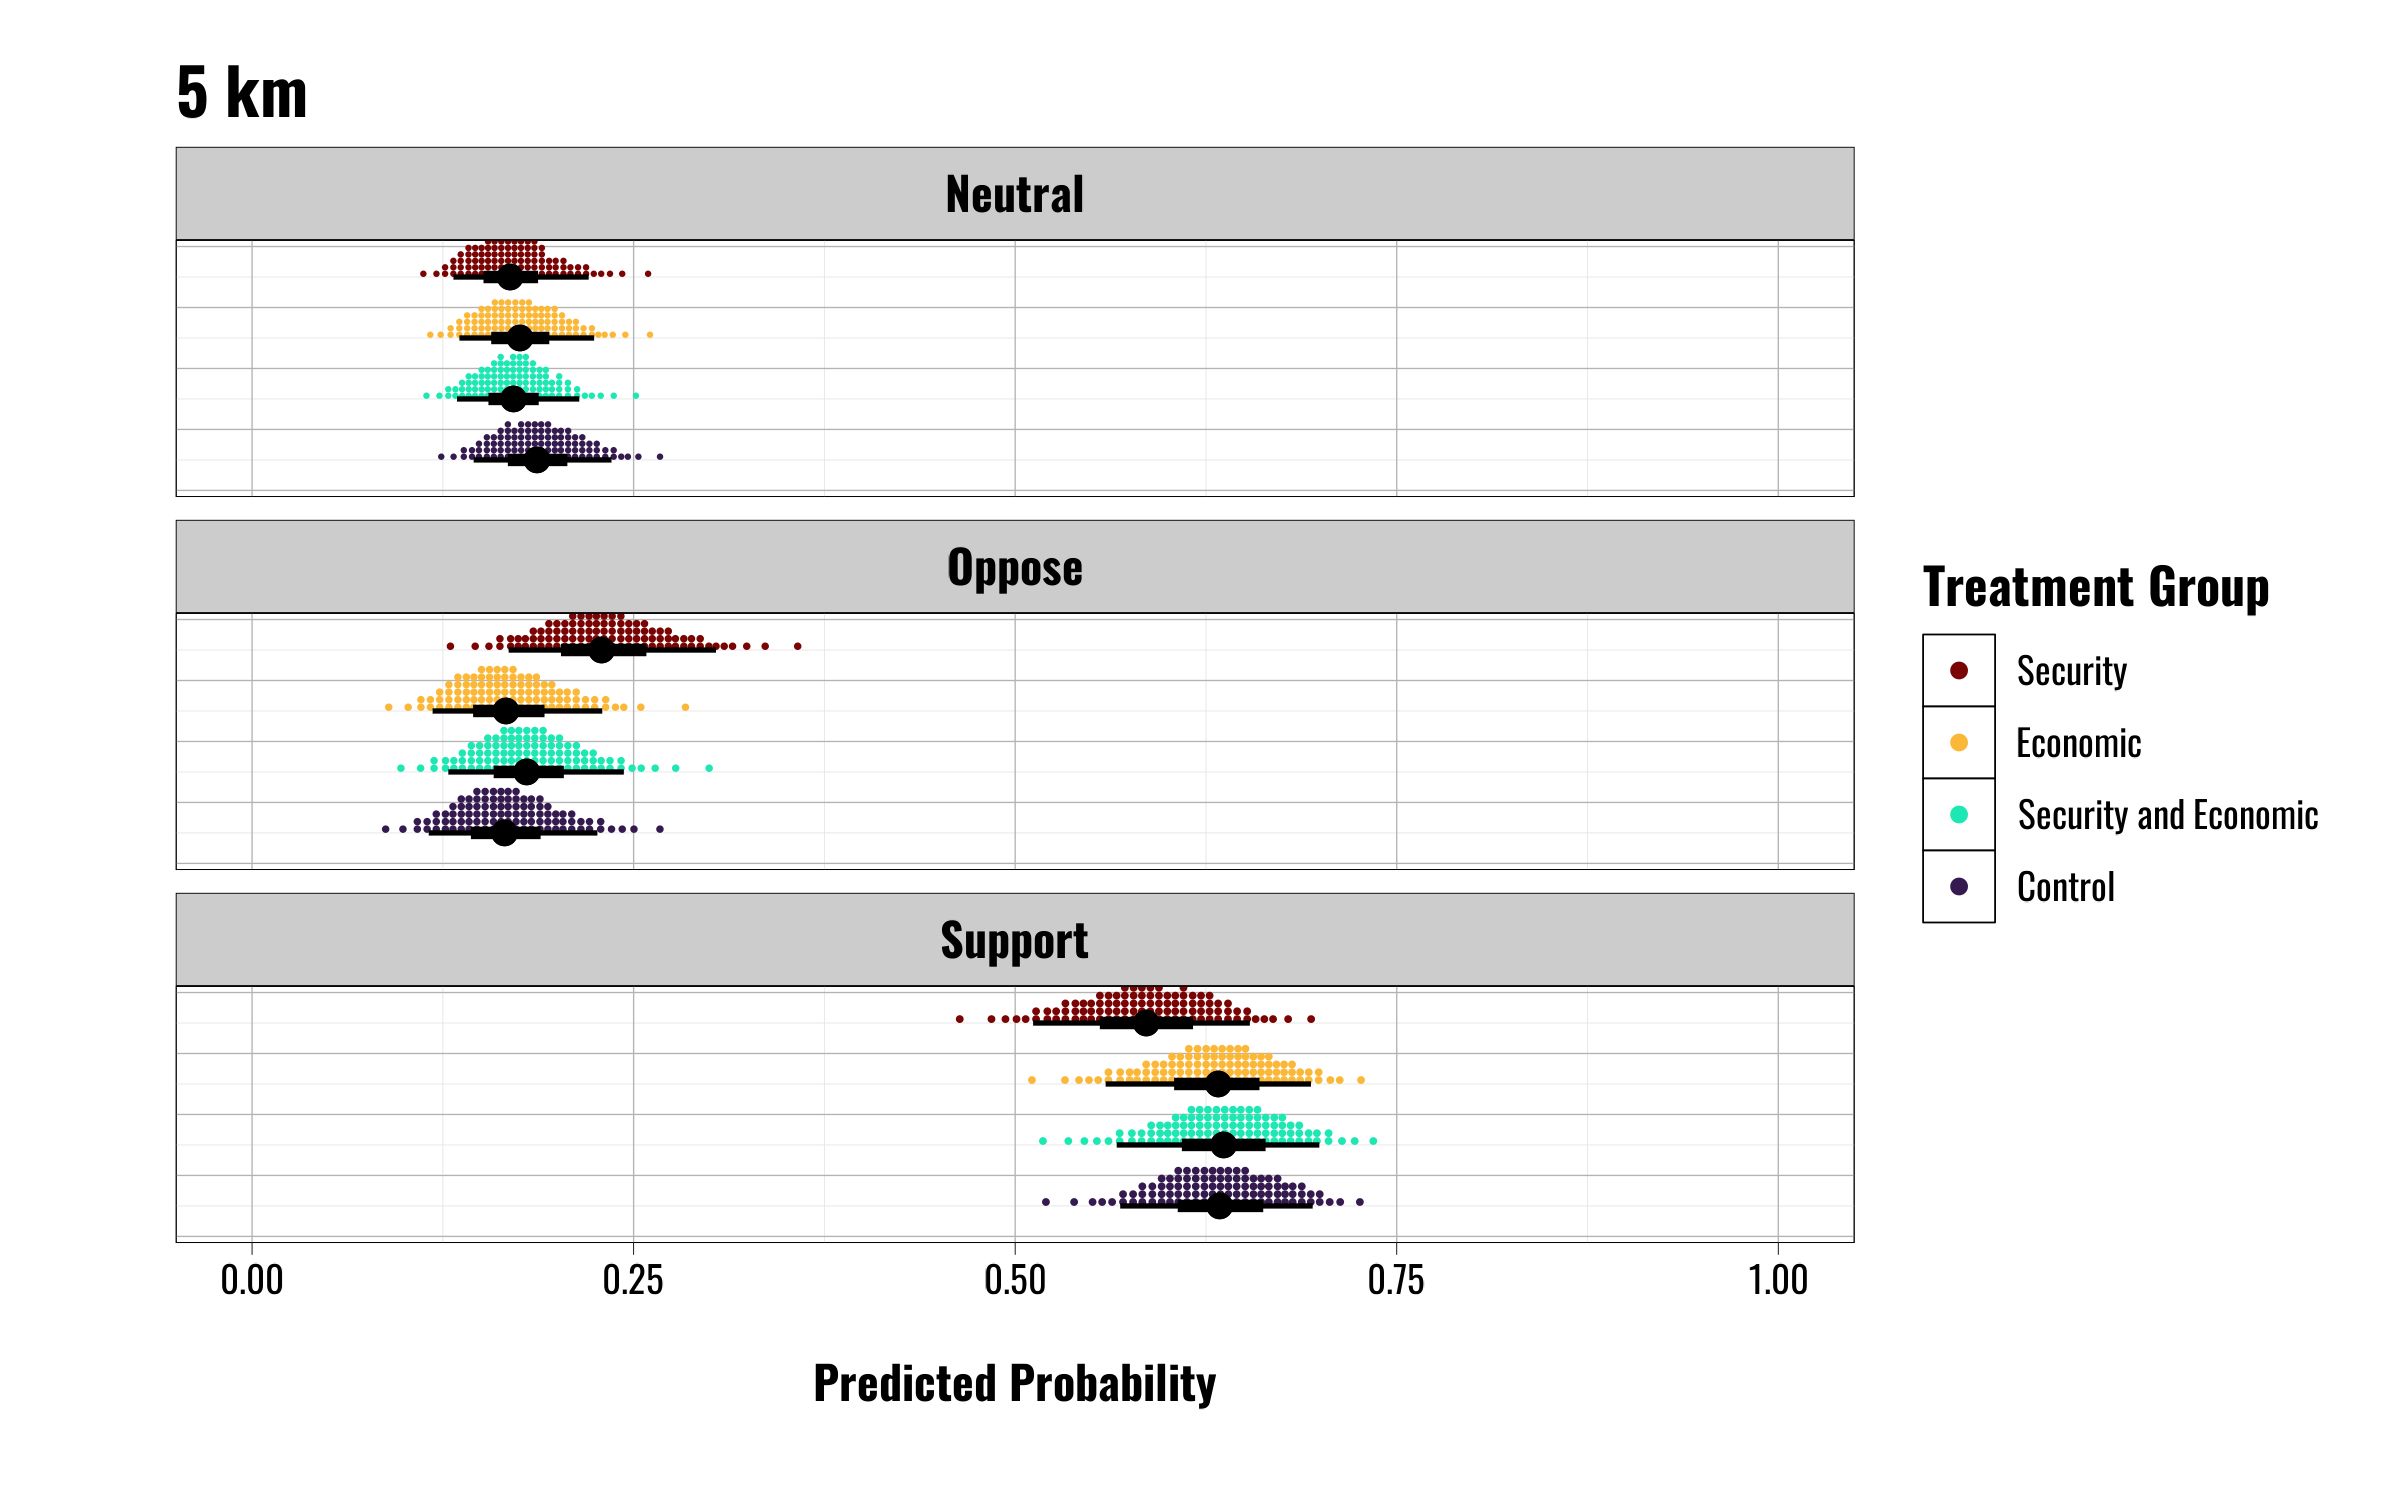 5 km
Neutral
Oppose
Support
0.00 0.25 0.50 0.75 1.00
Predicted Probability
Treatment Group
Security
Economic
Security and Economic
Control